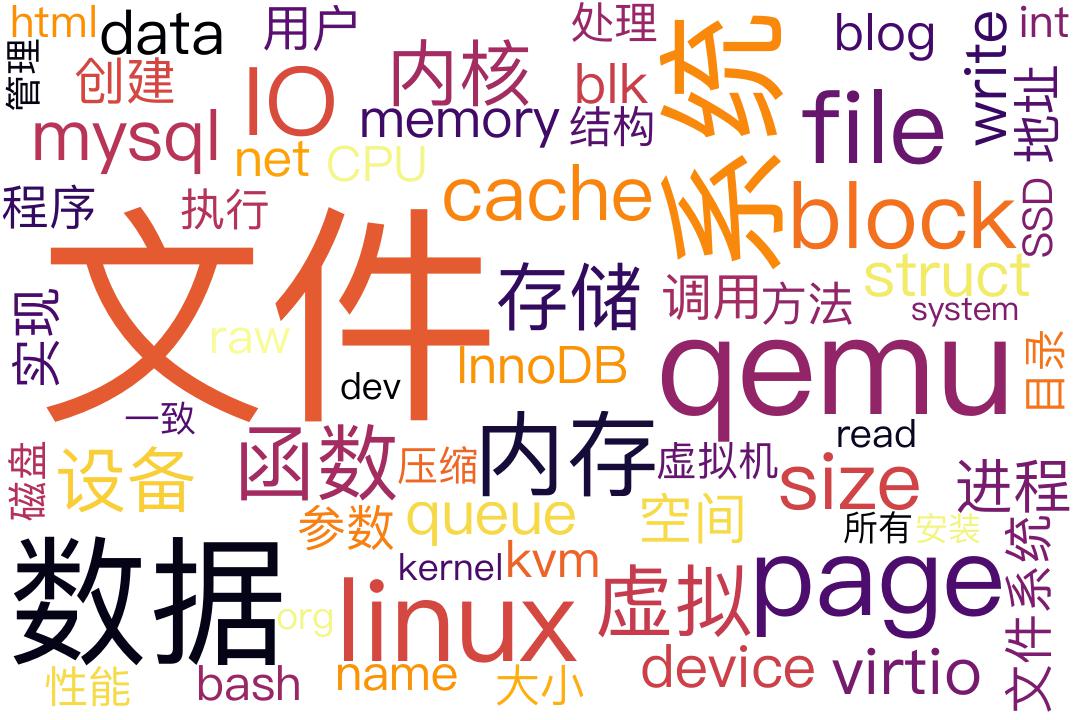 html
data
用户
处理
blog
write
int
管理
创建
IO
内核
blk
系统
file
地址
mysql
memory
结构
net
CPU
程序
执行
cache
block
SSD
文件
存储
调用
方法
struct
system
实现
raw
InnoDB
qemu
目录
dev
一致
函数
内存
read
磁盘
设备
压缩
虚拟机
size
进程
参数
queue
空间
所有
安装
数据
kernel
kvm
page
文件系统
org
linux
虚拟
性能
bash
name
大小
device
virtio